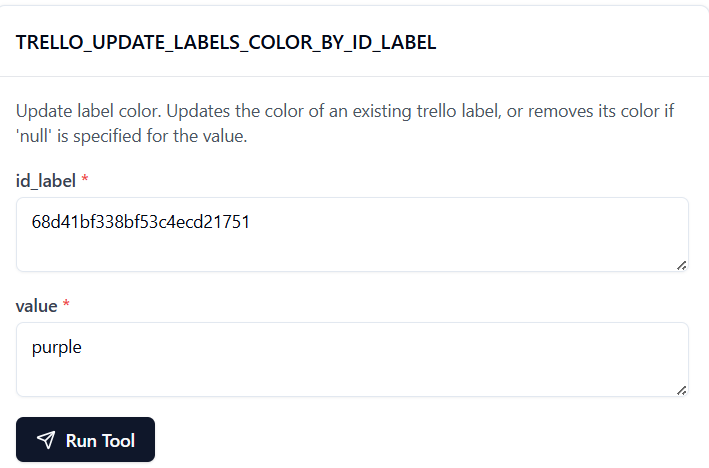 TRELLO_UPDATE_LABELS_COLOR_BY_ID_LABEL
Update label color. Updates the color of an existing trello label, or removes its color if
'null' is specified for the value.
id_label *
68d41bf338bf53c4ecd21751
value *
purple
Run Tool